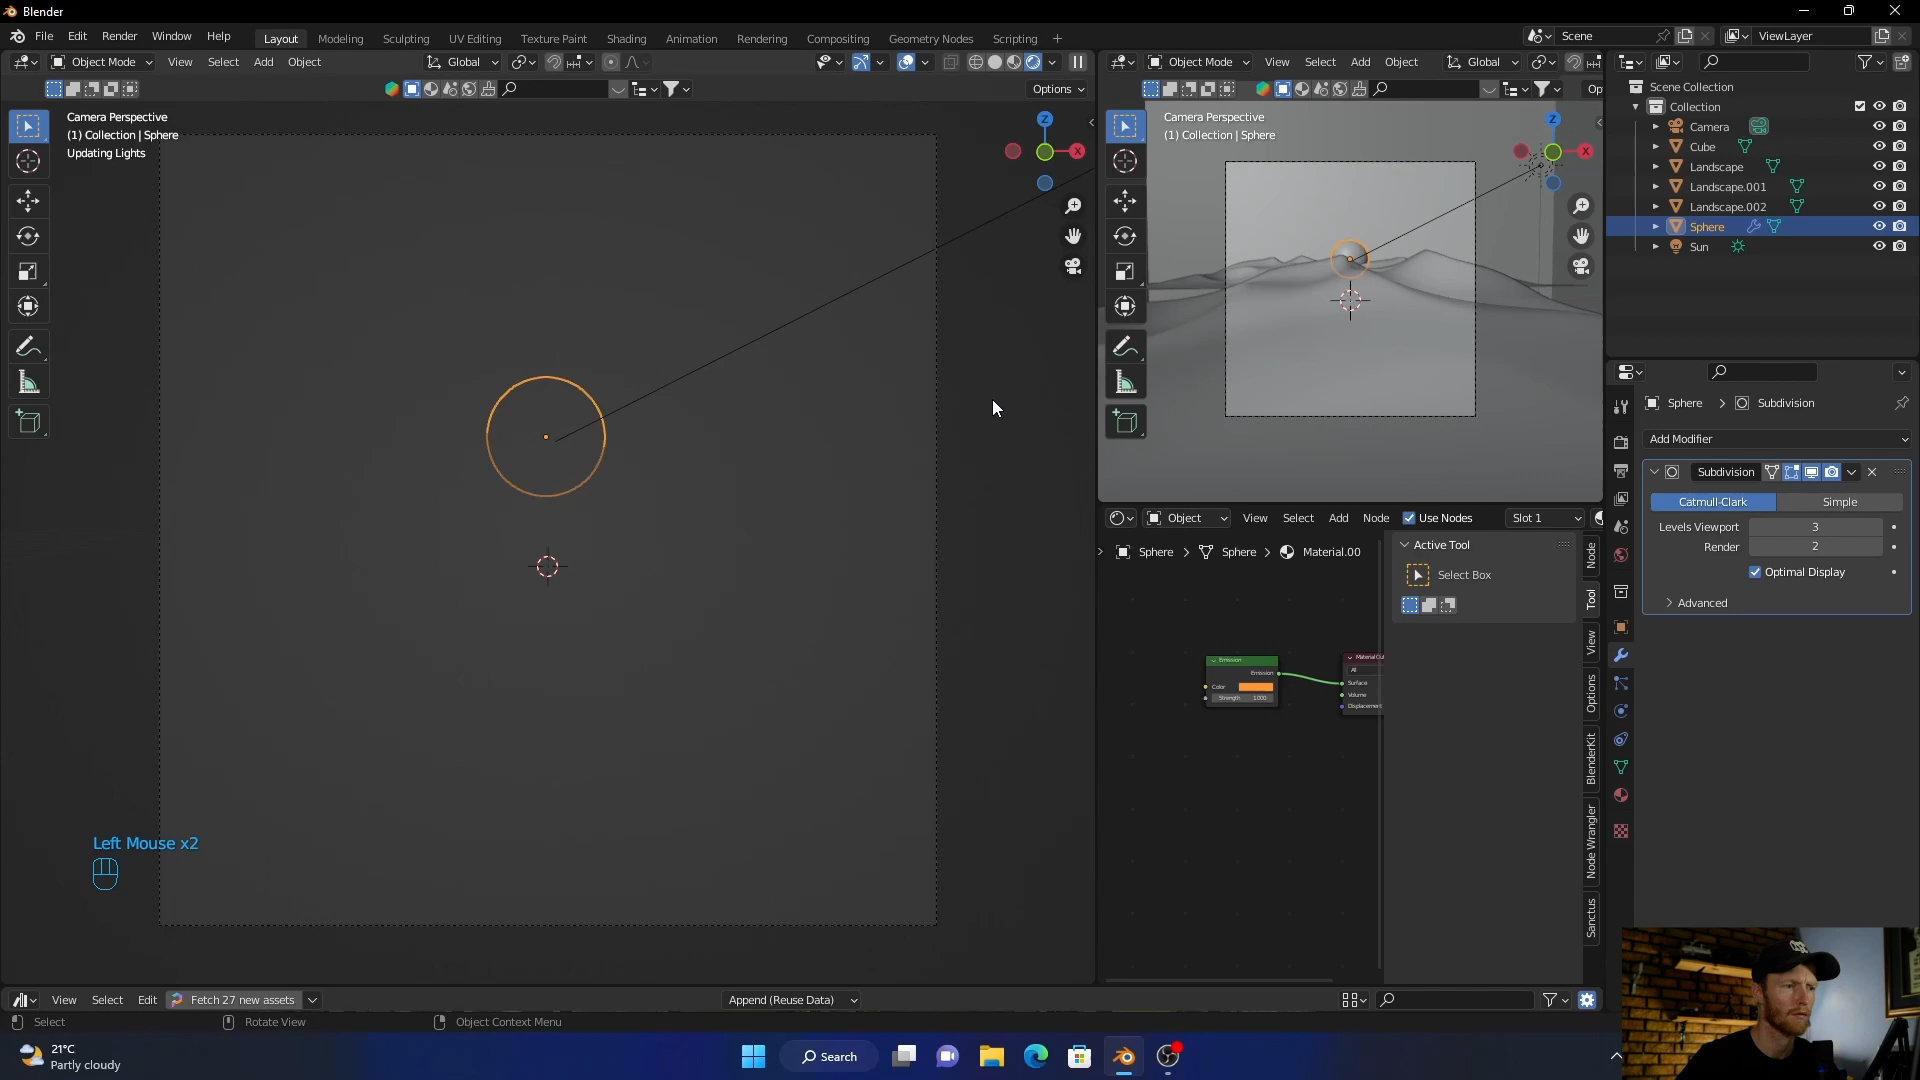 Blender
File Edit Render Window Help Layout Modeling Sculpting UV Editing Texture Paint Shading Animation Rendering Compositing Geometry Nodes Scripting + Scene ViewLayer
Object Mode View Select Add Object Global
Options
Camera Perspective
(1) Collection | Sphere
Updating Lights
Z
X
Left Mouse x2
Object Mode View Select Add Object Global
Op
Camera Perspective
(1) Collection | Sphere
Z
X
Object View Select Add Node Use Nodes Slot 1
Sphere > Sphere > Material.00
Active Tool
Select Box
Node
Tool
View
Options
BlenderKit
Node Wrangler
Sanctus
Emission
Emission
Color
Strength 1.000
Material Out
All
Surface
Volume
Displacement
Scene Collection
Collection
Camera
Cube
Landscape
Landscape.001
Landscape.002
Sphere
Sun
Sphere > Subdivision
Add Modifier
Subdivision
Catmull-Clark Simple
Levels Viewport 3
Render 2
Optimal Display
Advanced
View Select Edit Fetch 27 new assets Append (Reuse Data)
Select Rotate View Object Context Menu
21°C
Partly cloudy
Search